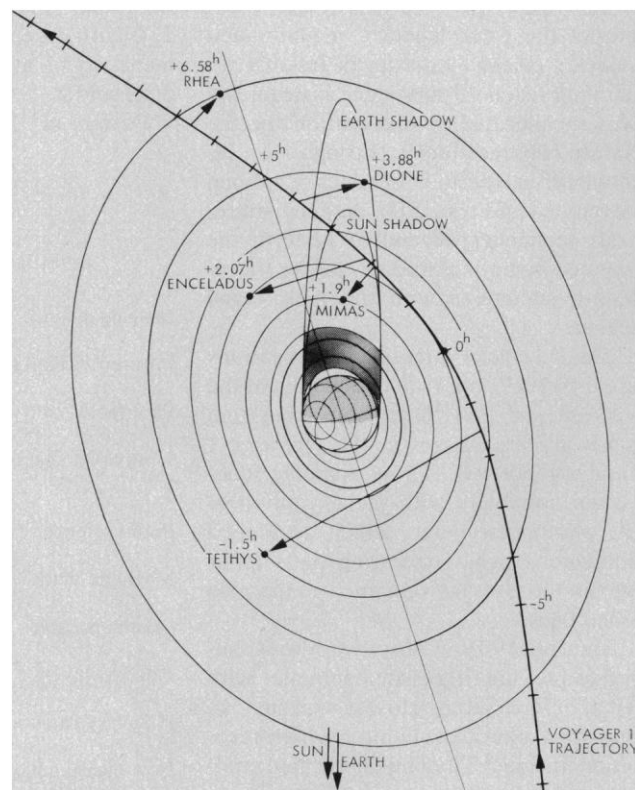 +6.58ʰ
RHEA
EARTH SHADOW
+5ʰ
+3.88ʰ
DIONE
SUN SHADOW
+2.07ʰ
ENCELADUS
+1.9ʰ
MIMAS
0ʰ
-1.5ʰ
TETHYS
-5ʰ
SUN
EARTH
VOYAGER 1
TRAJECTORY